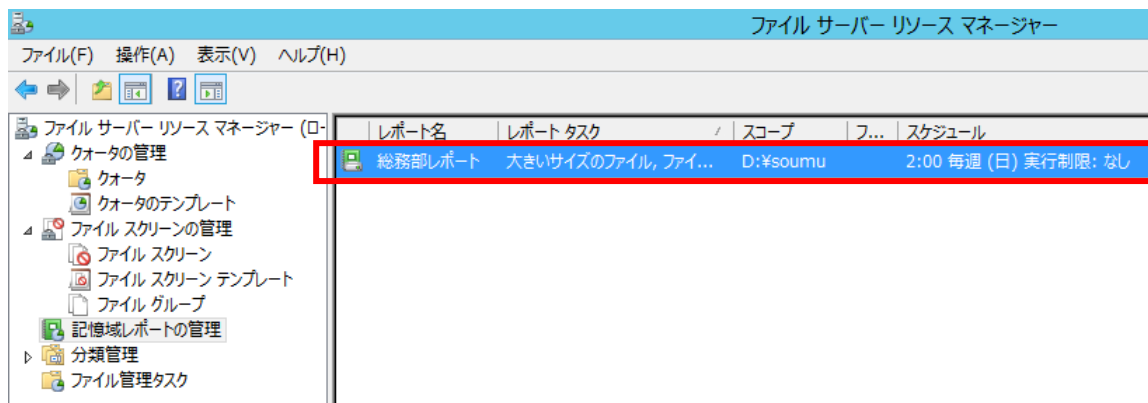 ファイル サーバー リソース マネージャー
ファイル(F) 操作(A) 表示(V) ヘルプ(H)
ファイル サーバー リソース マネージャー (ロ-
クォータの管理
クォータ
クォータのテンプレート
ファイル スクリーンの管理
ファイル スクリーン
ファイル スクリーン テンプレート
ファイル グループ
記憶域レポートの管理
分類管理
ファイル管理タスク
レポート名 レポート タスク スコープ フ... スケジュール
総務部レポート 大きいサイズのファイル, ファイ... D:¥soumu 2:00 毎週 (日) 実行制限: なし